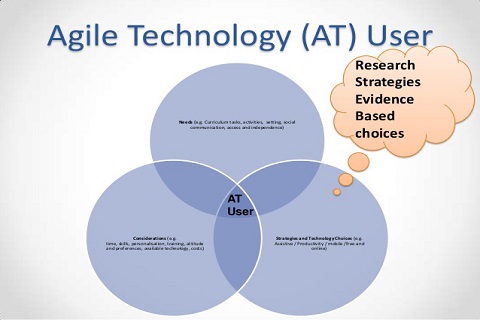 Agile Technology (AT) User
Research
Strategies
Evidence
Based
choices
Needs (e.g. Curriculum tasks, activities, setting, social
communication, access and independence)
AT
User
Considerations (e.g.
time, skills, personalisation, training, attitude
and preferences, available technology, costs)
Strategies and Technology Choices (e.g.
Assistive / Productivity / mobile /free and
online)